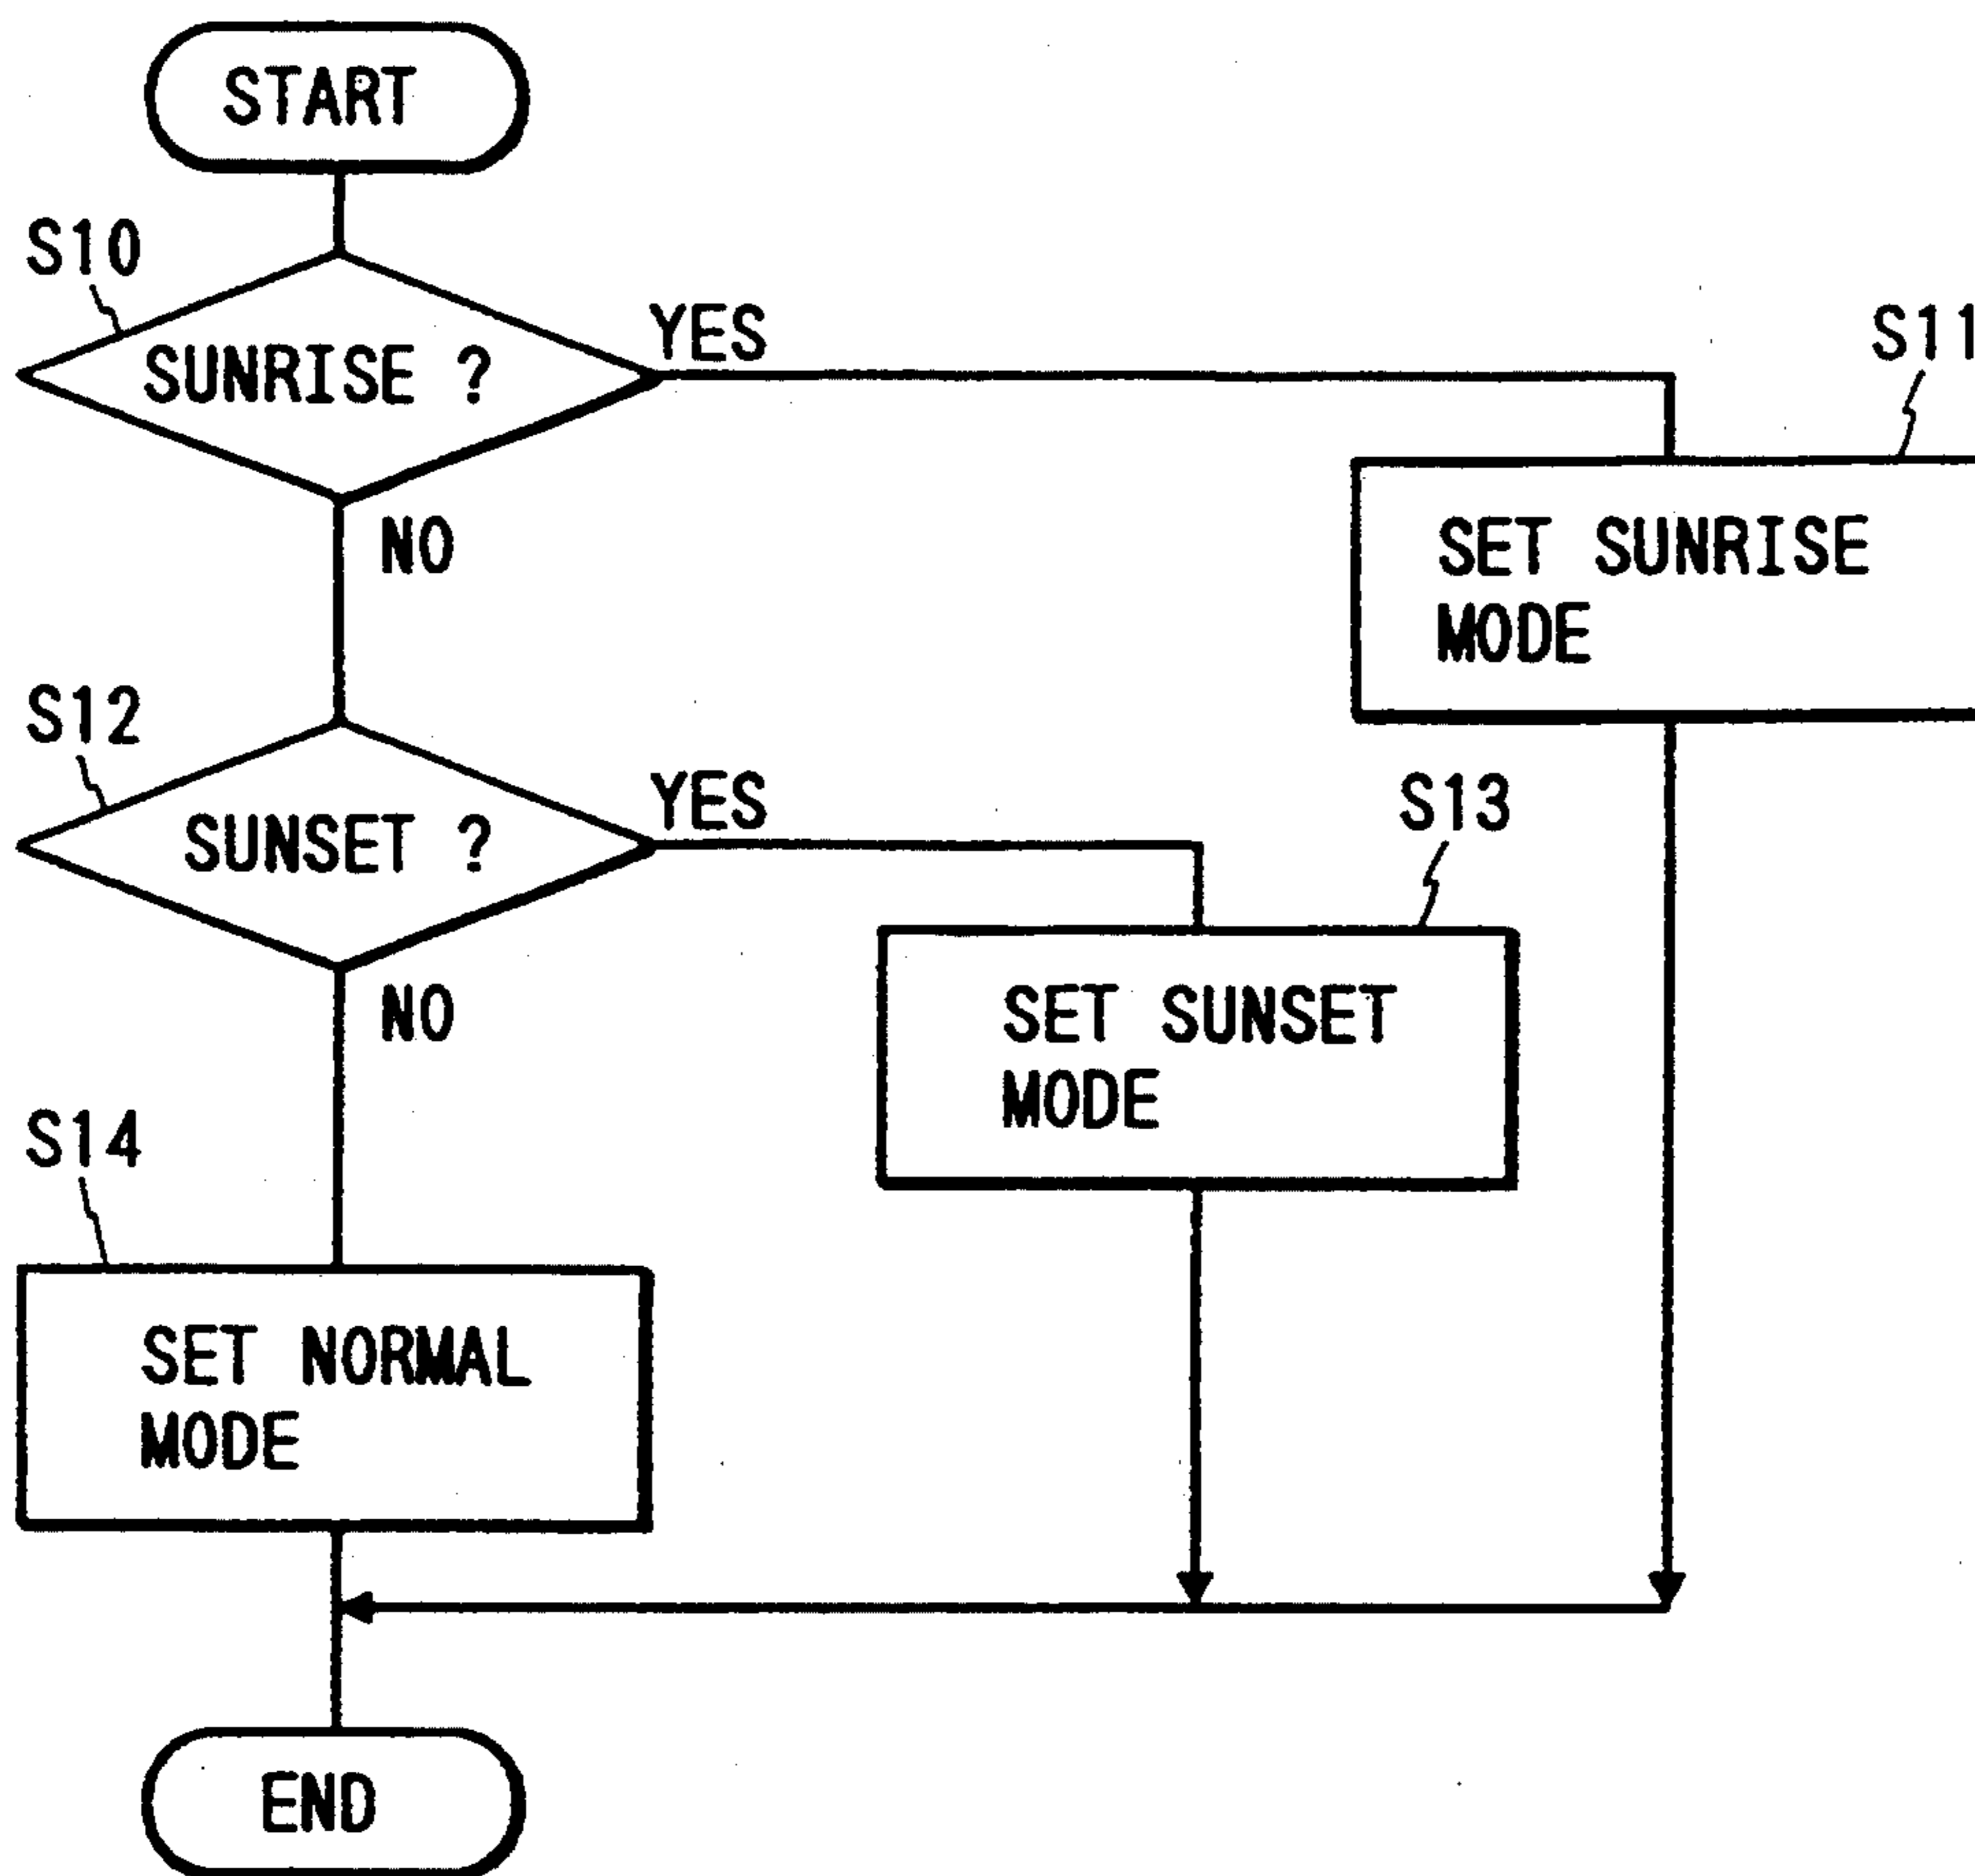 START
S10
SUNRISE ?
YES
S11
NO
SET SUNRISE
MODE
S12
SUNSET ?
YES
S13
NO
SET SUNSET
MODE
S14
SET NORMAL
MODE
END